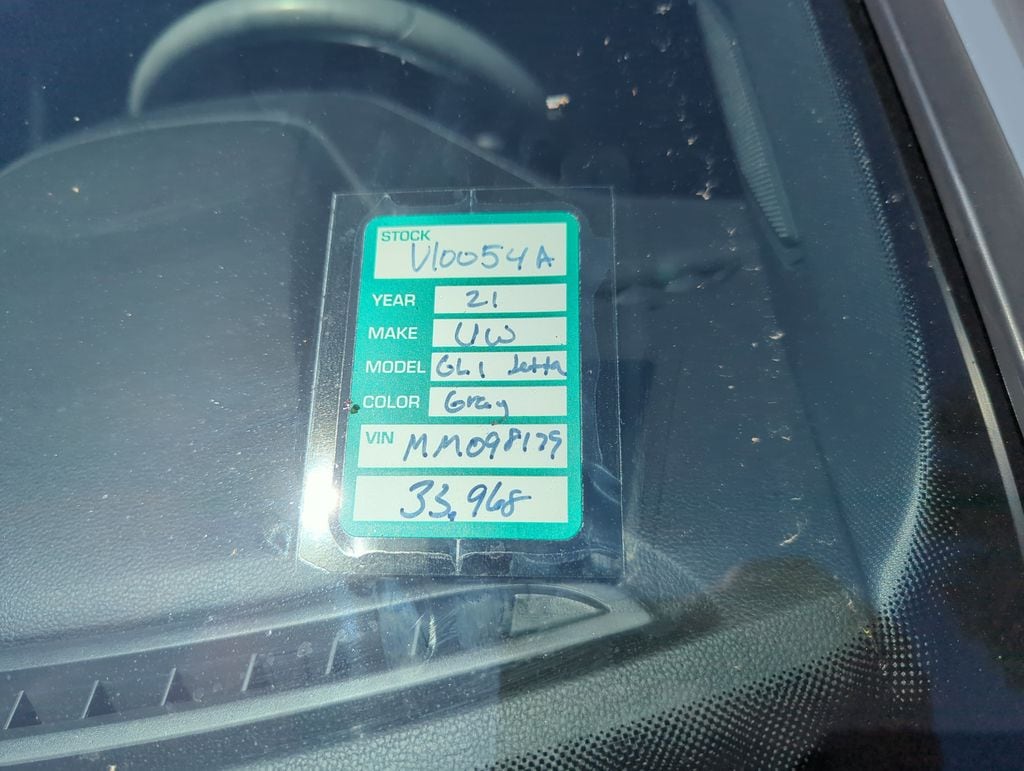 STOCK
V10054A
YEAR 21
MAKE VW
MODEL GLI Jetta
COLOR Gray
VIN MM098179
33,968